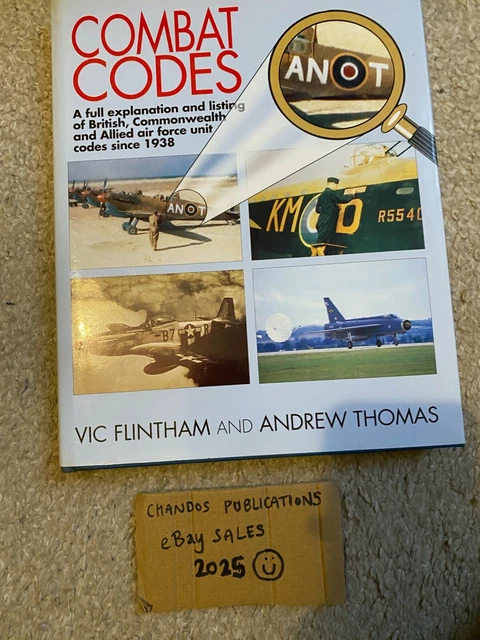 COMBAT
CODES
A full explanation and listing
of British, Commonwealth
and Allied air force unit
codes since 1938
AN T
AN T
KM D
R5540
B7 R
VIC FLINTHAM AND ANDREW THOMAS
CHANDOS PUBLICATIONS
eBay SALES
2025